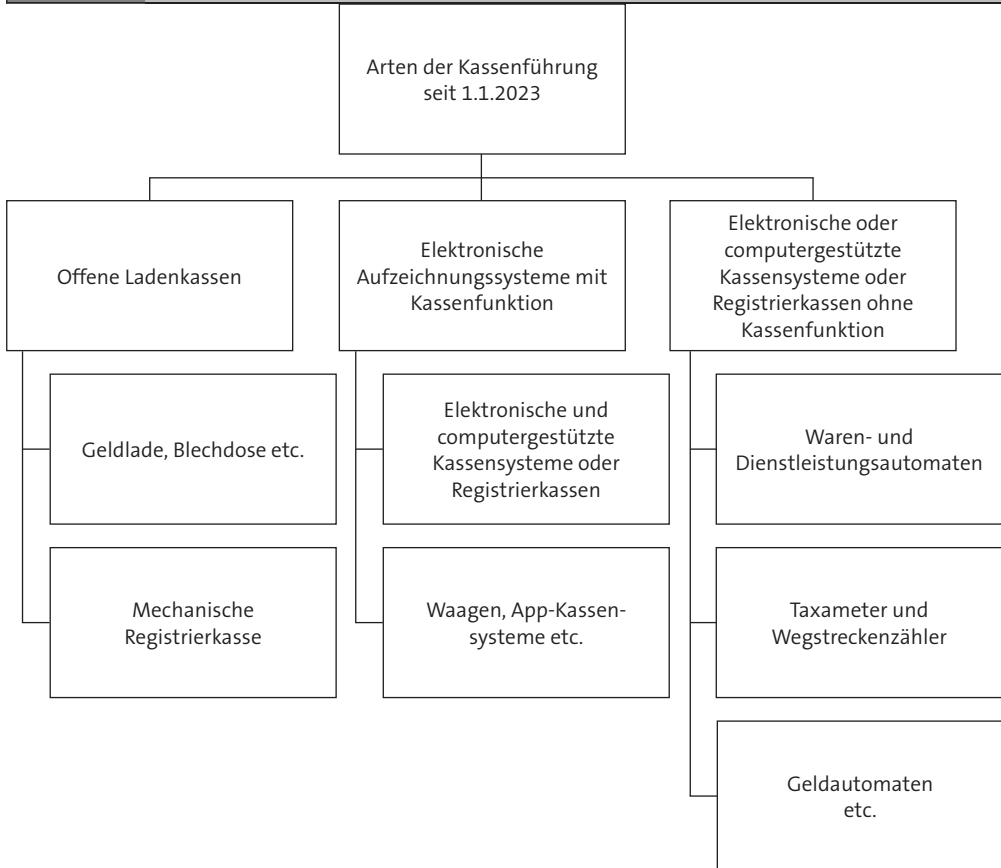 Arten der Kassenführung
seit 1.1.2023
Offene Ladenkassen
Elektronische
Aufzeichnungssysteme mit
Kassenfunktion
Elektronische oder
computergestützte
Kassensysteme oder
Registrierkassen ohne
Kassenfunktion
Geldlade, Blechdose etc.
Elektronische und
computergestützte
Kassensysteme oder
Registrierkassen
Waren- und
Dienstleistungsautomaten
Mechanische
Registrierkasse
Waagen, App-Kassen-
systeme etc.
Taxameter und
Wegstreckenzähler
Geldautomaten
etc.